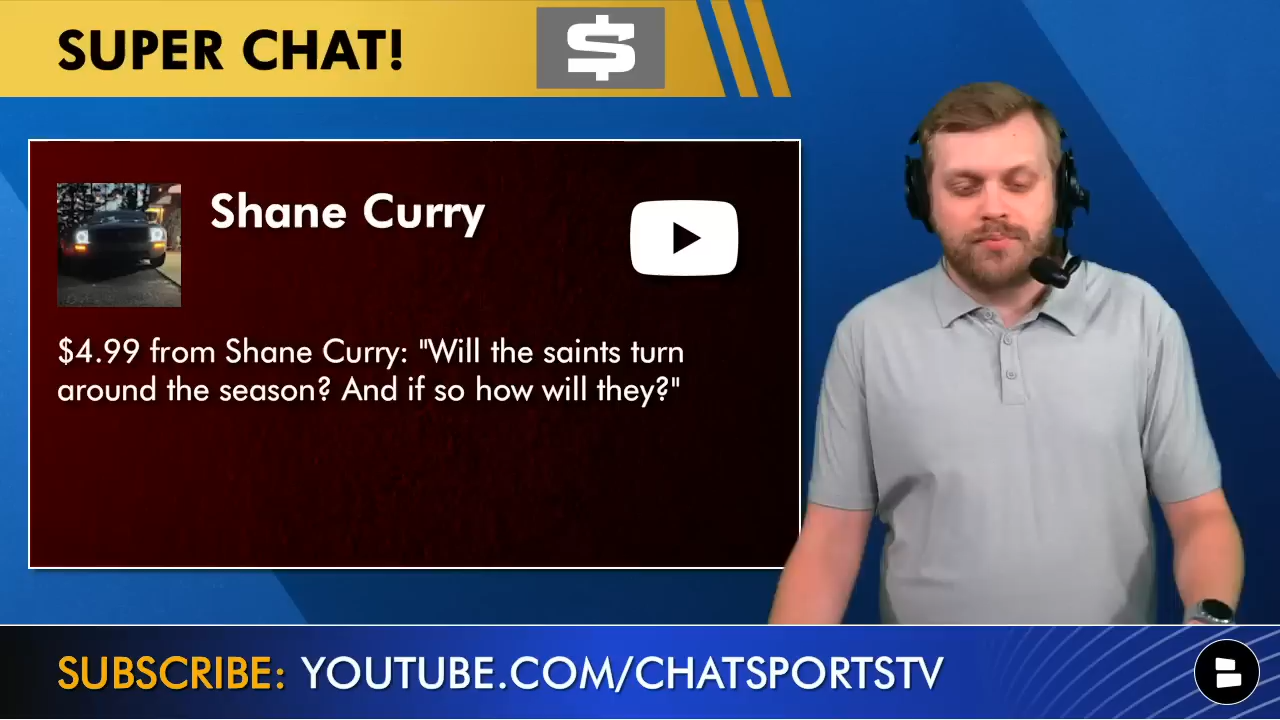 SUPER CHAT!
$
Shane Curry
$4.99 from Shane Curry: "Will the saints turn
around the season? And if so how will they?"
SUBSCRIBE: YOUTUBE.COM/CHATSPORTSTV